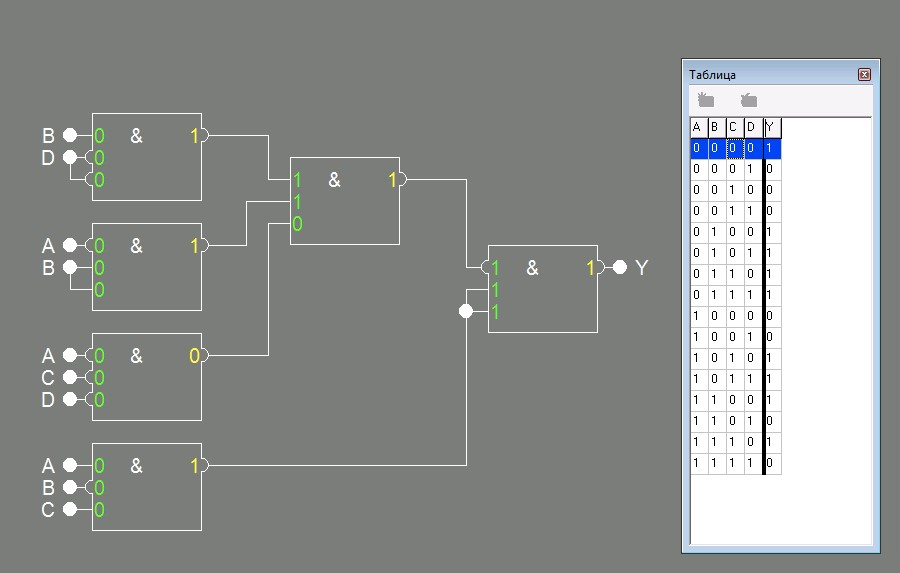 B 0 & 1
D 0
0
A 0 & 1
B 0
0
A 0 & 0
C 0
D 0
A 0 & 1
B 0
C 0
1 & 1
1
0
1 & 1 Y
1
1
Таблица
A B C D Y
0 0 0 0 1
0 0 0 1 0
0 0 1 0 0
0 0 1 1 0
0 1 0 0 1
0 1 0 1 1
0 1 1 0 1
0 1 1 1 1
1 0 0 0 0
1 0 0 1 0
1 0 1 0 1
1 0 1 1 1
1 1 0 0 1
1 1 0 1 0
1 1 1 0 1
1 1 1 1 0